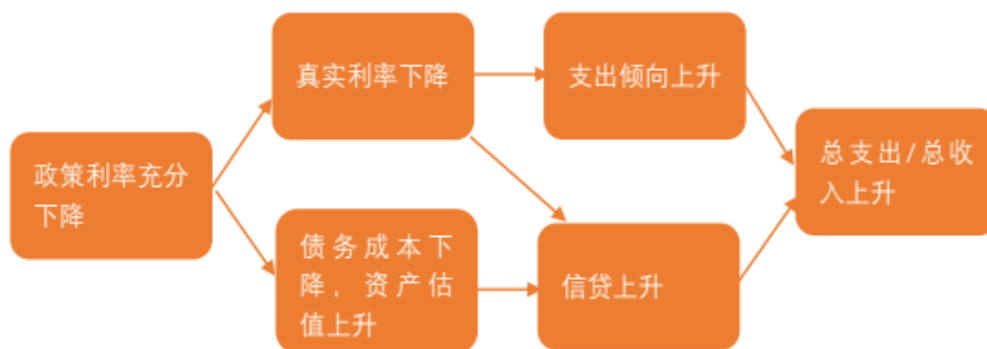 真实利率下降
支出倾向上升
政策利率充分
下降
总支出/总收
入上升
债务成本下
降，资产估
值上升
信贷上升